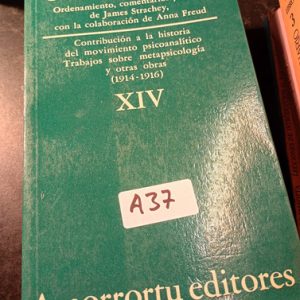 Ordenamiento, comentarios
de James Strachey,
con la colaboración de Anna Freud
Contribución a la historia
del movimiento psicoanalítico
Trabajos sobre metapsicología
y otras obras
(1914-1916)
XIV
A37
editores